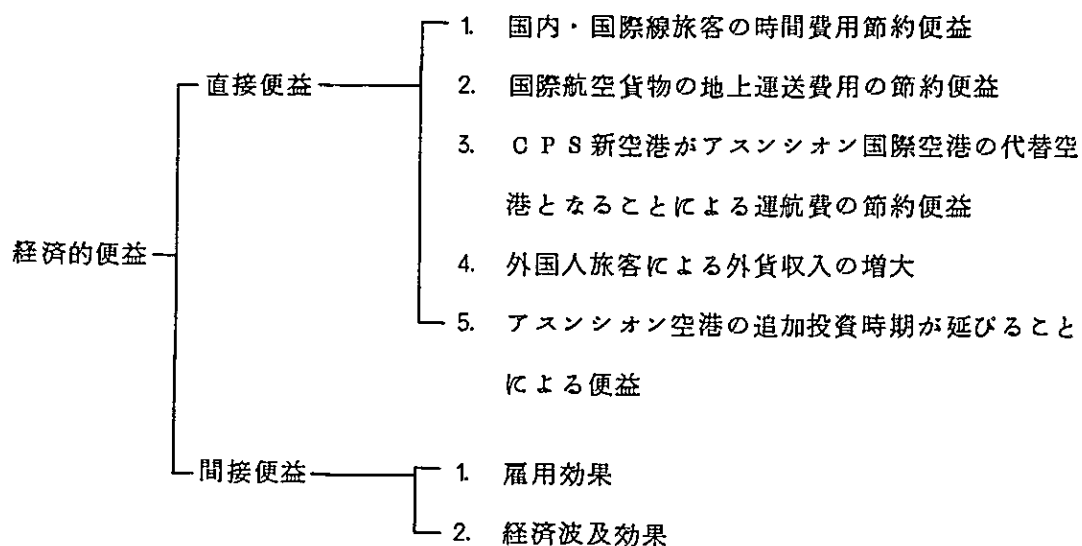 1. 国内・国際線旅客の時間費用節約便益
直接便益
2. 国際航空貨物の地上運送費用の節約便益
3. CPS新空港がアスンシオン国際空港の代替空
港となることによる運航費の節約便益
経済的便益
4. 外国人旅客による外貨収入の増大
5. アスンシオン空港の追加投資時期が延びること
による便益
間接便益
1. 雇用効果
2. 経済波及効果